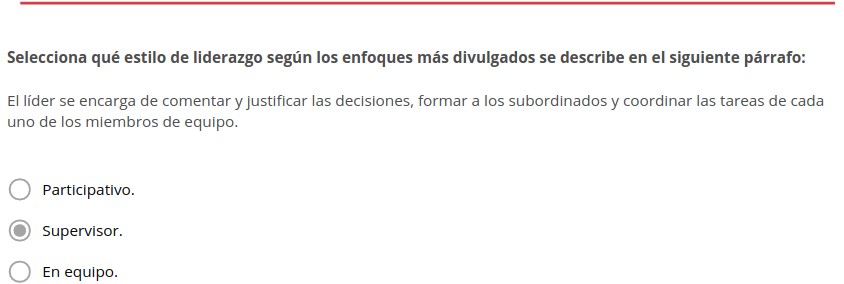 Selecciona qué estilo de liderazgo según los enfoques más divulgados se describe en el siguiente párrafo:
El líder se encarga de comentar y justificar las decisiones, formar a los subordinados y coordinar las tareas de cada
uno de los miembros de equipo.
Participativo.
Supervisor.
En equipo.